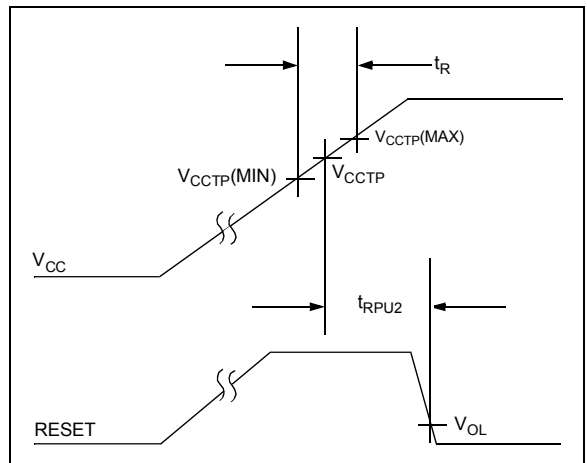 tR
VCCTP(MAX)
VCCTP(MIN)
VCCTP
VCC
tRPU2
RESET
VOL